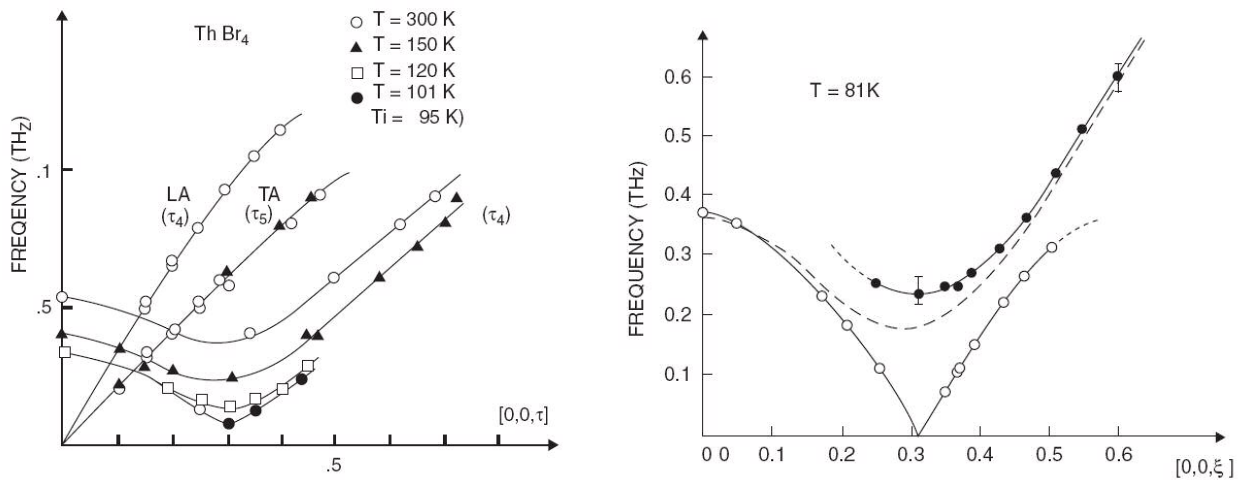 Th Br4
T = 300 K
T = 150 K
T = 120 K
T = 101 K
Ti = 95 K)
FREQENCY (THz)
.1
.5
LA
(τ4)
TA
(τ5)
(τ4)
[0,0,τ]
.5
T = 81K
FREQUENCY (THz)
0.6
0.5
0.4
0.3
0.2
0.1
0 0 0.1 0.2 0.3 0.4 0.5 0.6
[0,0,ξ]